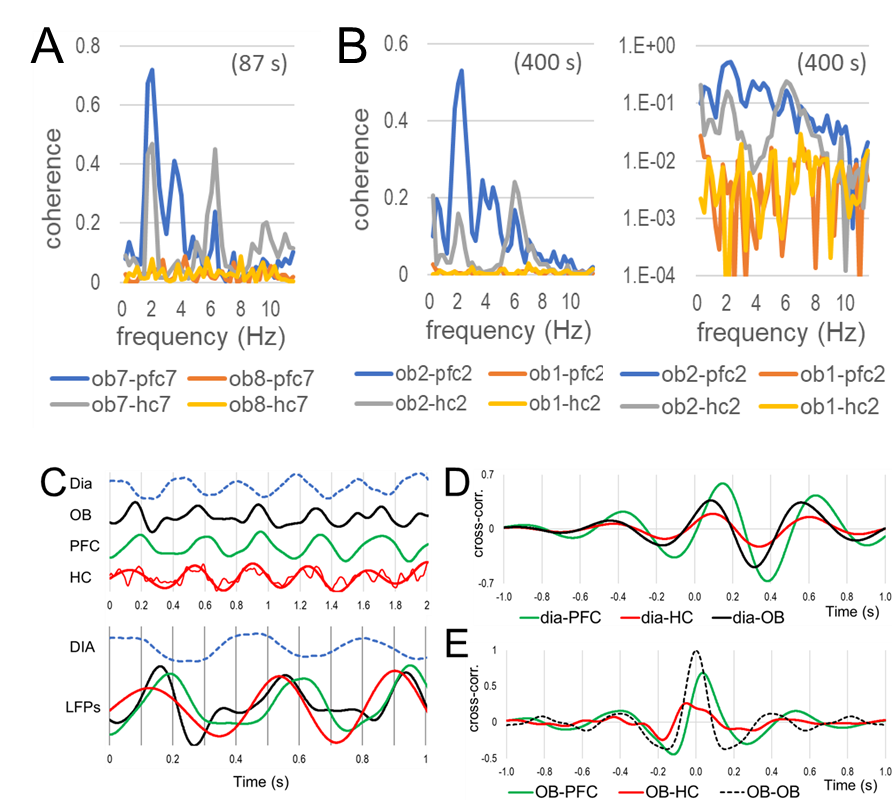 A
B
0.8
(87 s)
0.6
0.4
0.2
0
coherence
0 2 4 6 8 10
frequency (Hz)
ob7-pfc7 ob8-pfc7
ob7-hc7 ob8-hc7
0.6
(400 s)
0.4
0.2
0
coherence
0 2 4 6 8 10
frequency (Hz)
ob2-pfc2 ob1-pfc2
ob2-hc2 ob1-hc2
1.E+00
(400 s)
1.E-01
1.E-02
1.E-03
1.E-04
0 2 4 6 8 10
frequency (Hz)
ob2-pfc2 ob1-pfc2
ob2-hc2 ob1-hc2
C
Dia
OB
PFC
HC
0 0.2 0.4 0.6 0.8 1 1.2 1.4 1.6 1.8 2
DIA
LFPs
0 0.2 0.4 0.6 0.8 1
Time (s)
D
0.7
cross-corr.
0
-0.7
-1.0 -0.8 -0.6 -0.4 -0.2 0.0 0.2 0.4 0.6 0.8 1.0
Time (s)
dia-PFC dia-HC dia-OB
E
1
cross-corr.
0.5
0
-0.5
-1.0 -0.8 -0.6 -0.4 -0.2 0.0 0.2 0.4 0.6 0.8 1.0
Time (s)
OB-PFC OB-HC OB-OB